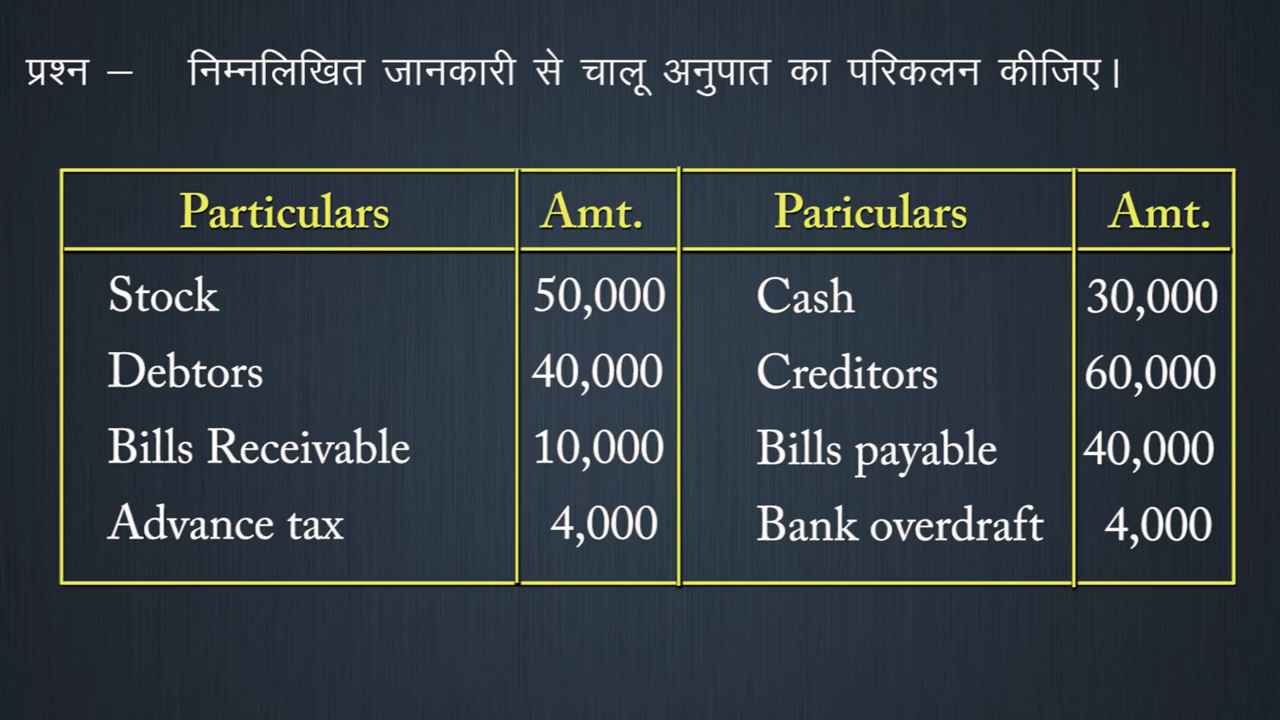 प्रश्न – निम्नलिखित जानकारी से चालू अनुपात का परिकलन कीजिए।
Particulars Amt. Pariculars Amt.
Stock 50,000 Cash 30,000
Debtors 40,000 Creditors 60,000
Bills Receivable 10,000 Bills payable 40,000
Advance tax 4,000 Bank overdraft 4,000